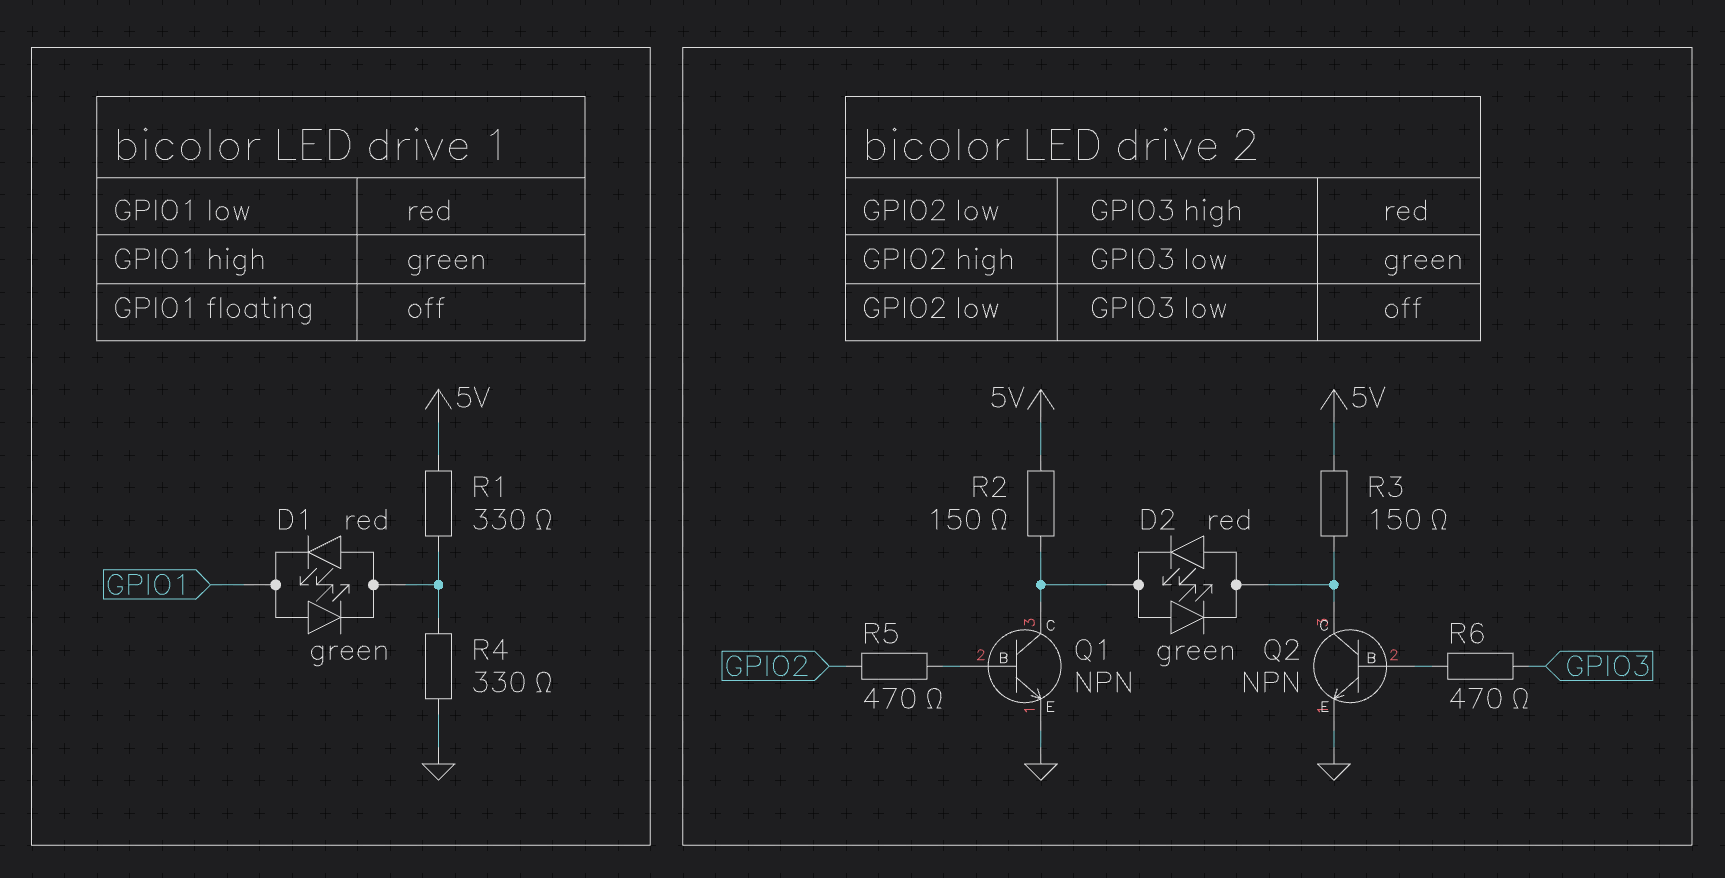 bicolor LED drive 1
GPIO1 low red
GPIO1 high green
GPIO1 floating off
5V
R1
330 Ω
D1 red
GPIO1
green
R4
330 Ω
bicolor LED drive 2
GPIO2 low GPIO3 high red
GPIO2 high GPIO3 low green
GPIO2 low GPIO3 low off
5V 5V
R2 R3
150 Ω 150 Ω
D2 red
3 C C 3
R5 green R6
GPIO2 2 B Q1 Q2 B 2 GPIO3
NPN NPN
470 Ω 470 Ω
1 E 1 E